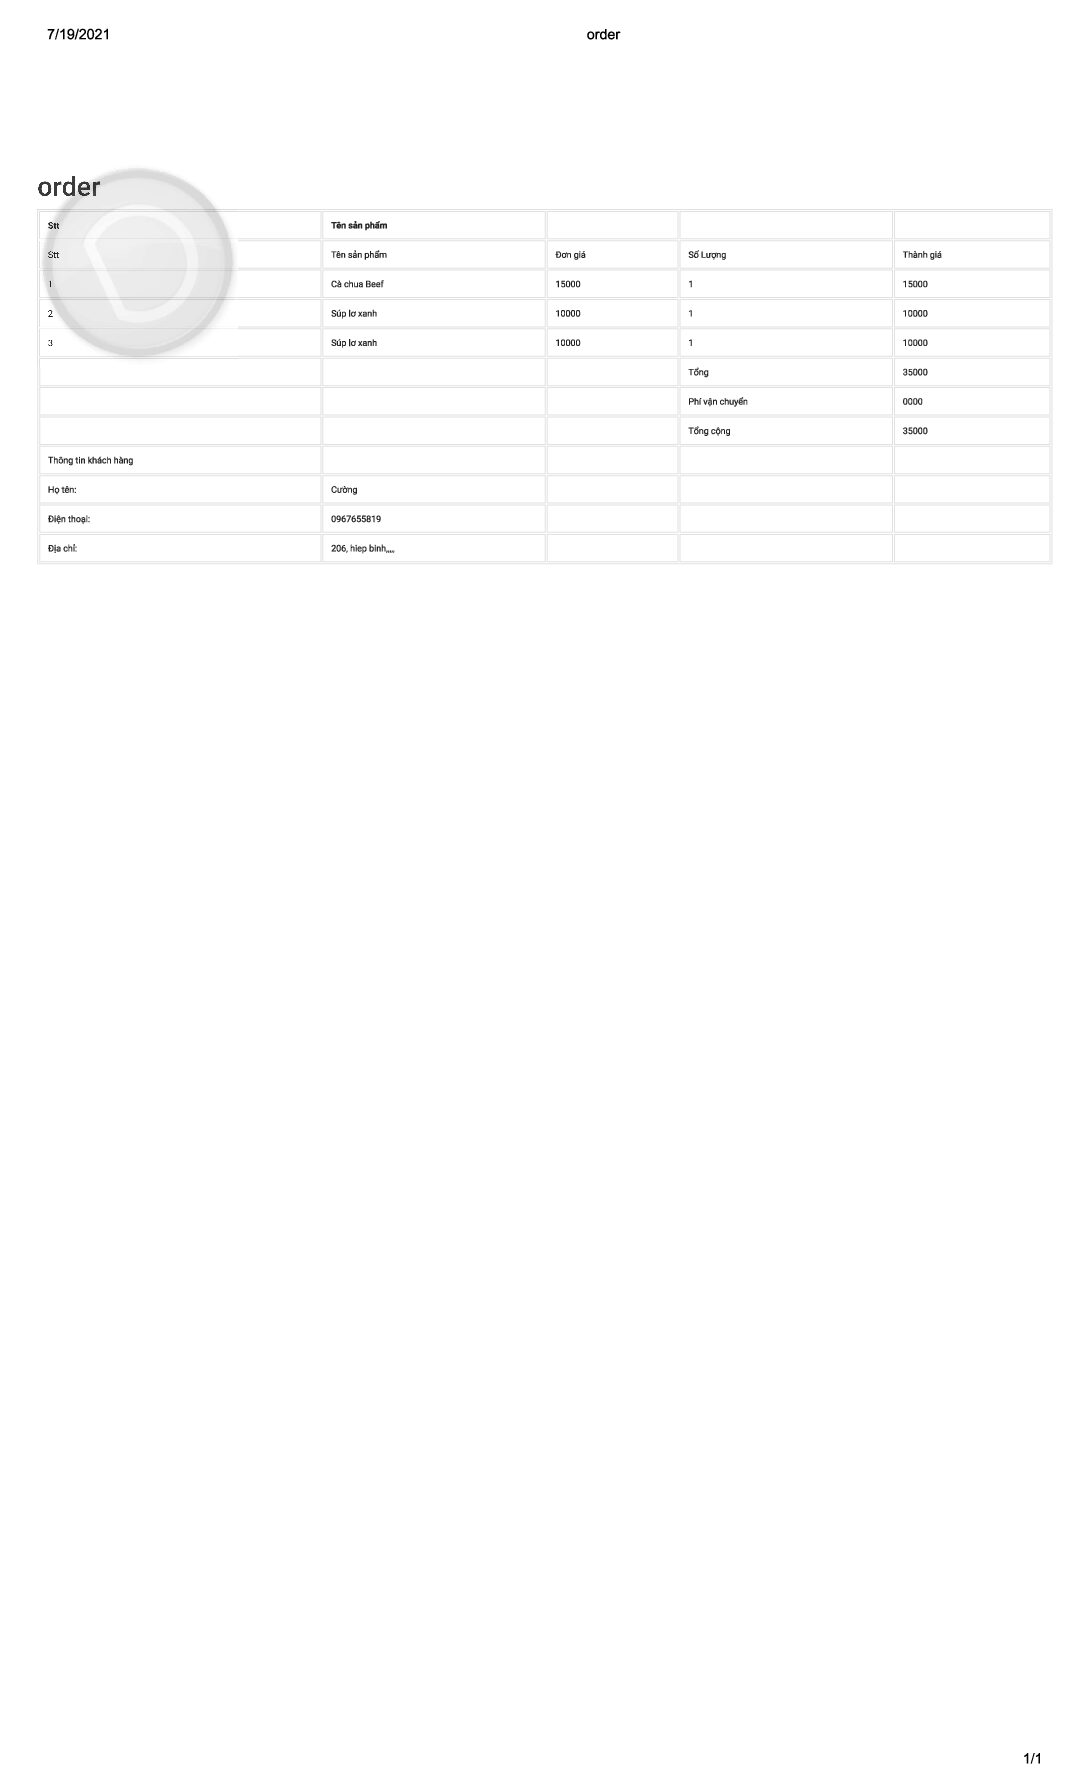 7/19/2021 order
order
Stt Tên sản phẩm
Stt Tên sản phẩm Đơn giá Số Lượng Thành giá
1 Cà chua Beef 15000 1 15000
2 Súp lơ xanh 10000 1 10000
3 Súp lơ xanh 10000 1 10000
Tổng 35000
Phí vận chuyển 0000
Tổng cộng 35000
Thông tin khách hàng
Họ tên: Cường
Điện thoại: 0967655819
Địa chỉ: 206, hiep binh,,,,
1/1